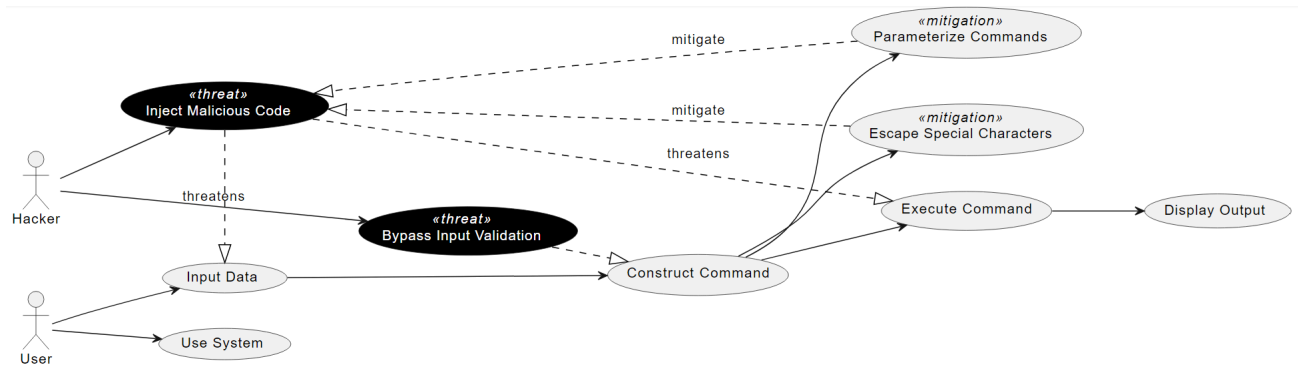 «mitigation»
Parameterize Commands
mitigate
«threat»
Inject Malicious Code
mitigate
«mitigation»
Escape Special Characters
threatens
threatens
Hacker
«threat»
Bypass Input Validation
Execute Command
Display Output
Input Data
Construct Command
Use System
User